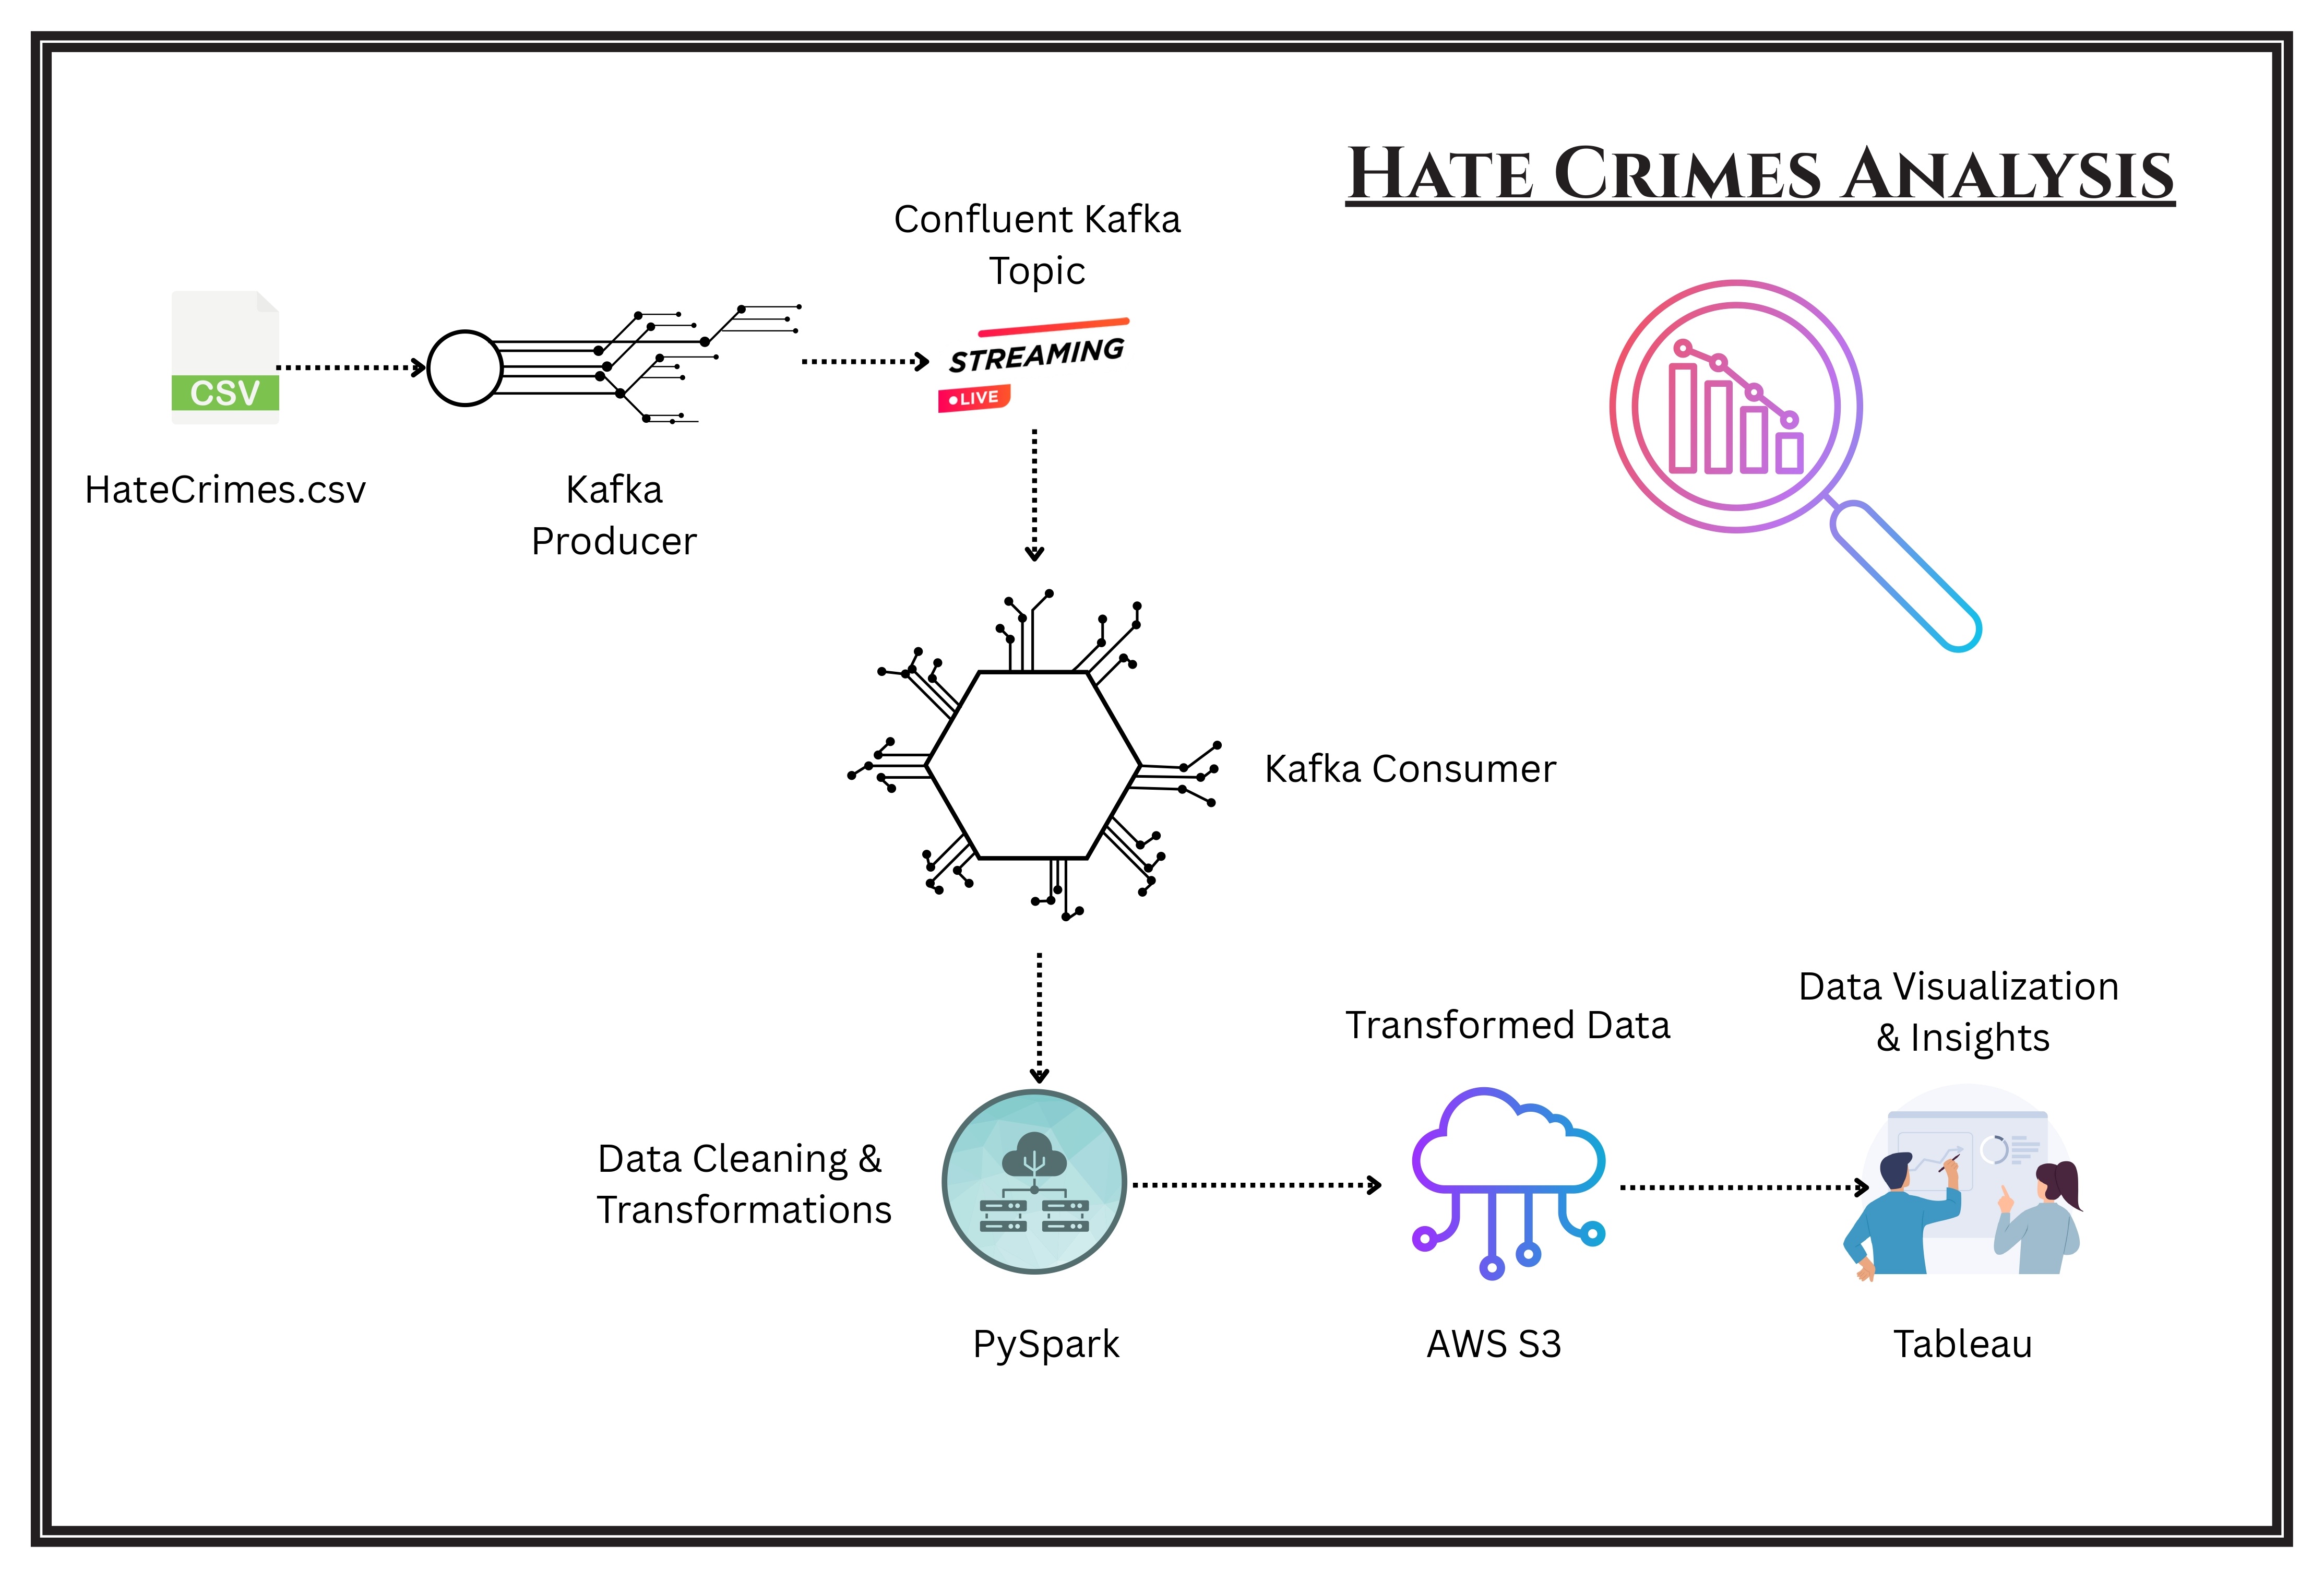 HATE CRIMES ANALYSIS
Confluent Kafka
Topic
STREAMING
LIVE
CSV
HateCrimes.csv
Kafka
Producer
Kafka Consumer
Data Cleaning &
Transformations
PySpark
Transformed Data
AWS S3
Data Visualization
& Insights
Tableau